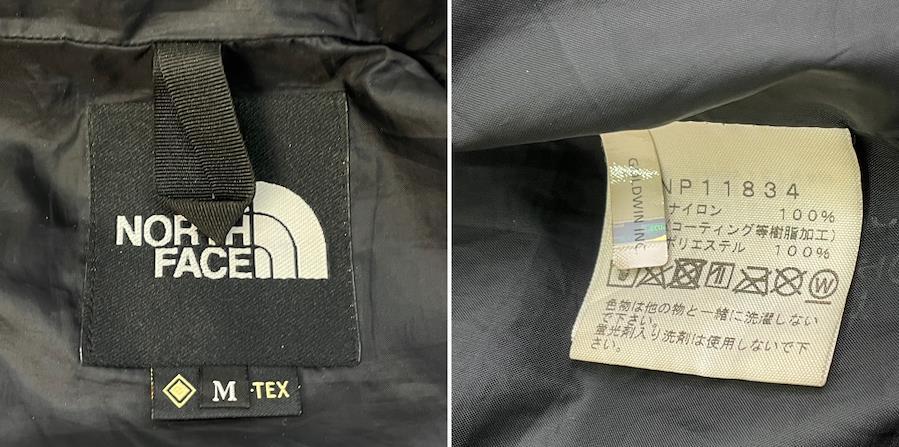 NORTH
FACE
M -TEX
GOLDWIN INC
NP11834
ナイロン 100%
(コーティング等樹脂加工)
ポリエステル 100%
W
色物は他の物と一緒に洗濯しない
で下さい。
蛍光剤入り洗剤は使用しないで下
さい。